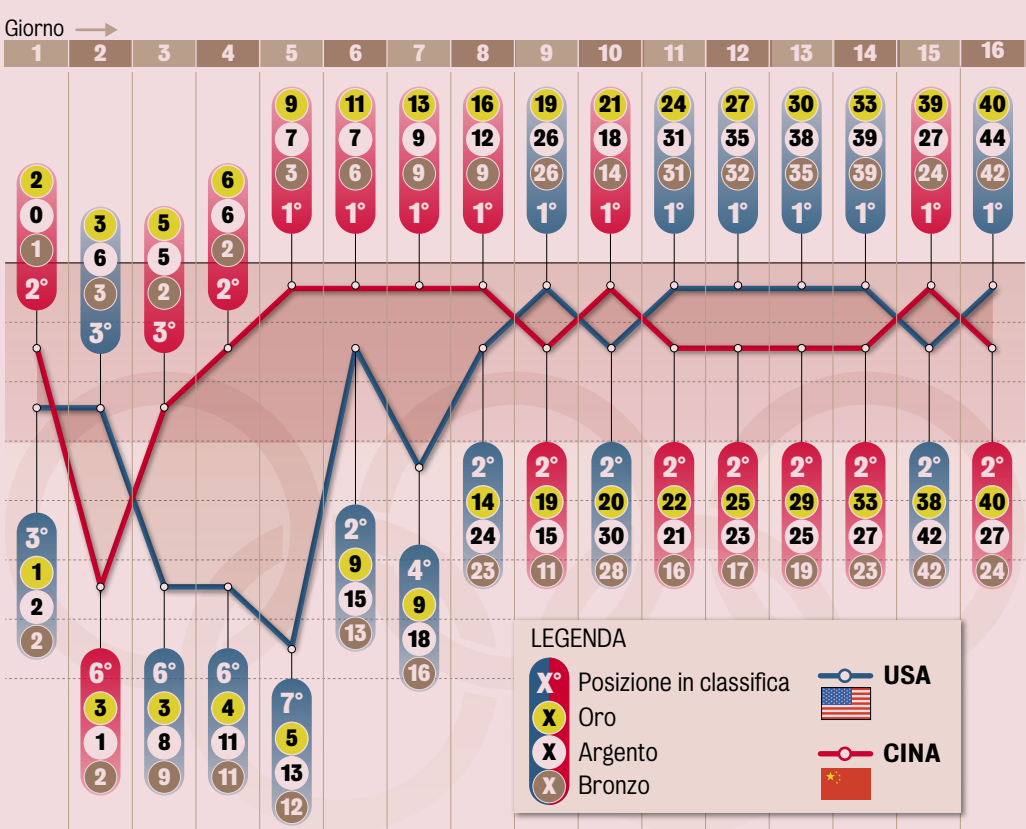 Giorno
1 2 3 4 5 6 7 8 9 10 11 12 13 14 15 16
9 11 13 16 19 21 24 27 30 33 39 40
7 7 9 12 26 18 31 35 38 39 27 44
3 6 9 9 26 14 31 32 35 39 24 42
1° 1° 1° 1° 1° 1° 1° 1° 1° 1° 1° 1°
2 3 5 6
0 6 5 6
1 3 2 2
2° 3° 3° 2°
3° 2° 4° 2° 2° 2° 2° 2° 2° 2° 2° 2°
1 9 9 14 19 20 22 25 29 33 38 40
2 15 18 24 15 30 21 23 25 27 42 27
2 13 16 23 11 28 16 17 19 23 42 24
6° 6° 6° 7°
3 3 4 5
1 8 11 13
2 9 11 12
LEGENDA
X° Posizione in classifica
X Oro
X Argento
X Bronzo
USA
CINA